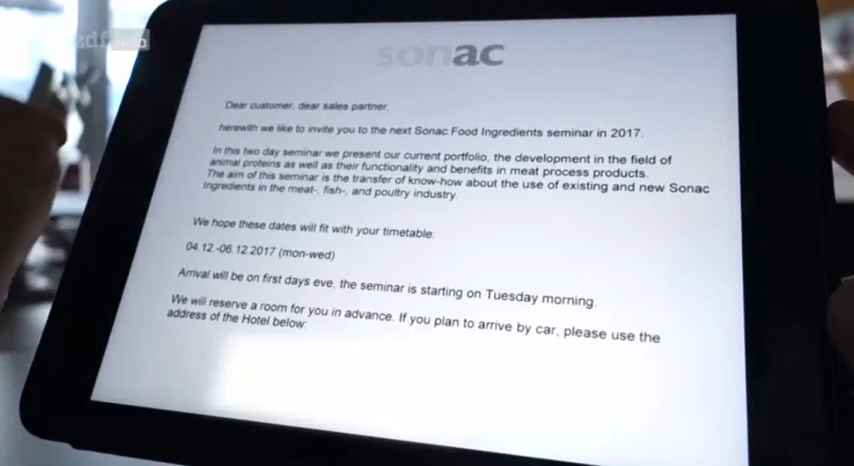 zdf info
sonac
Dear customer, dear sales partner,
herewith we like to invite you to the next Sonac Food Ingredients seminar in 2017.
In this two day seminar we present our current portfolio, the development in the field of
animal proteins as well as their functionality and benefits in meat process products.
The aim of this seminar is the transfer of know-how about the use of existing and new Sonac
Ingredients in the meat-, fish-, and poultry industry.
We hope these dates will fit with your timetable:
04.12.-06.12.2017 (mon-wed)
Arrival will be on first days eve, the seminar is starting on Tuesday morning.
We will reserve a room for you in advance. If you plan to arrive by car, please use the
address of the Hotel below: